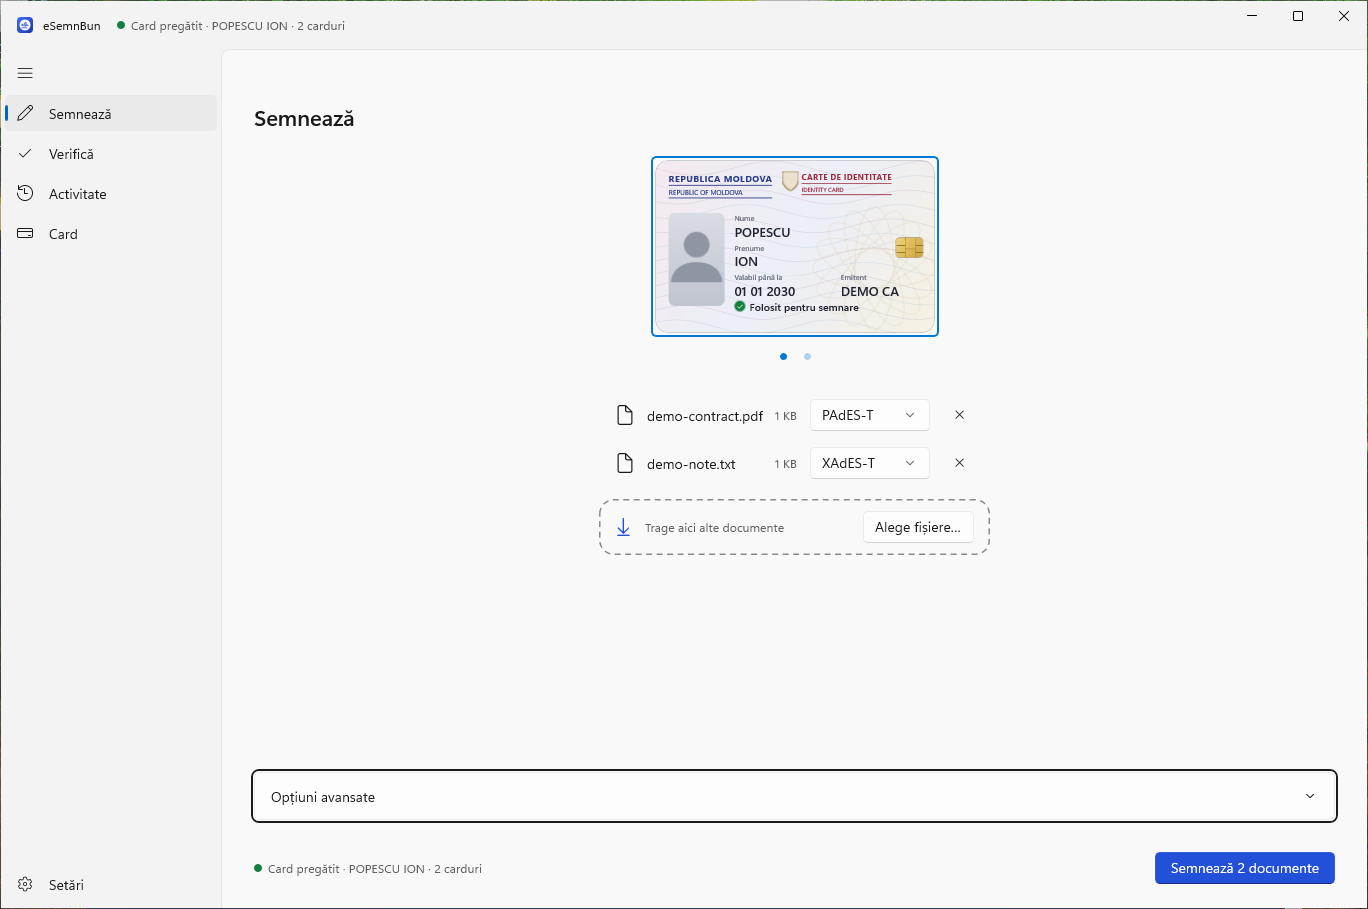 eSemnBun
Card pregătit · POPESCU ION · 2 carduri
Semnează
Verifică
Activitate
Card
Setări
Semnează
REPUBLICA MOLDOVA
REPUBLIC OF MOLDOVA
CARTE DE IDENTITATE
IDENTITY CARD
Nume
POPESCU
Prenume
ION
Valabil până la
01 01 2030
Emitent
DEMO CA
Folosit pentru semnare
demo-contract.pdf 1 KB PAdES-T
demo-note.txt 1 KB XAdES-T
Trage aici alte documente Alege fișiere...
Opțiuni avansate
Card pregătit · POPESCU ION · 2 carduri
Semnează 2 documente